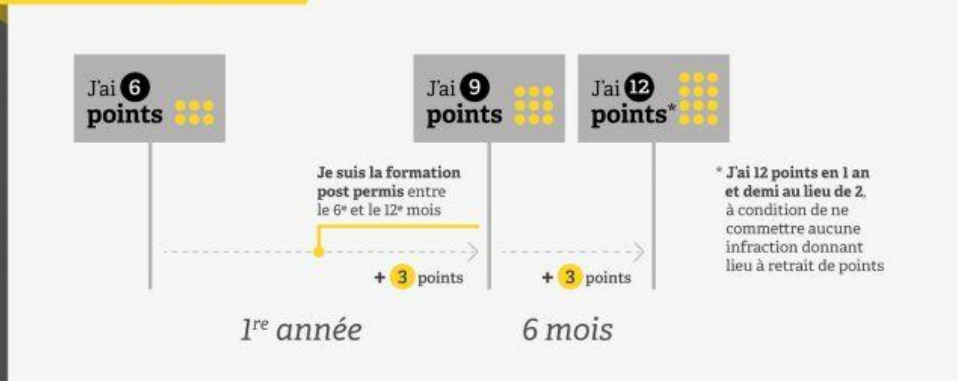 J'ai 6
points
J'ai 9
points
J'ai 12
points*
Je suis la formation
post permis entre
le 6e et le 12e mois
* J'ai 12 points en 1 an
et demi au lieu de 2,
à condition de ne
commettre aucune
infraction donnant
lieu à retrait de points
+ 3 points
+ 3 points
1re année
6 mois